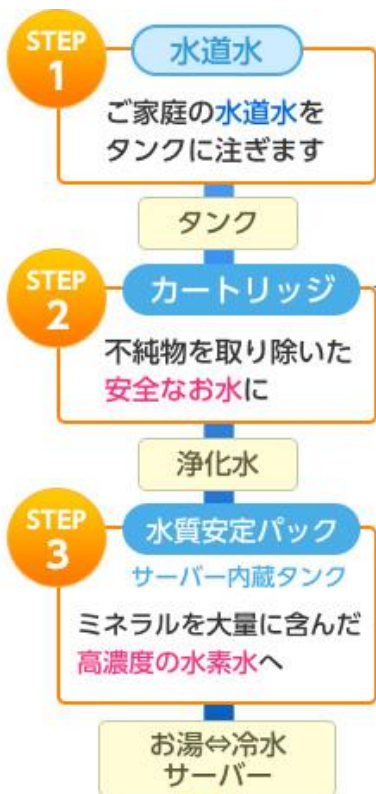 STEP
1
水道水
ご家庭の水道水を
タンクに注ぎます
タンク
STEP
2
カートリッジ
不純物を取り除いた
安全なお水に
浄化水
STEP
3
水質安定パック
サーバー内蔵タンク
ミネラルを大量に含んだ
高濃度の水素水へ
お湯⇔冷水
サーバー